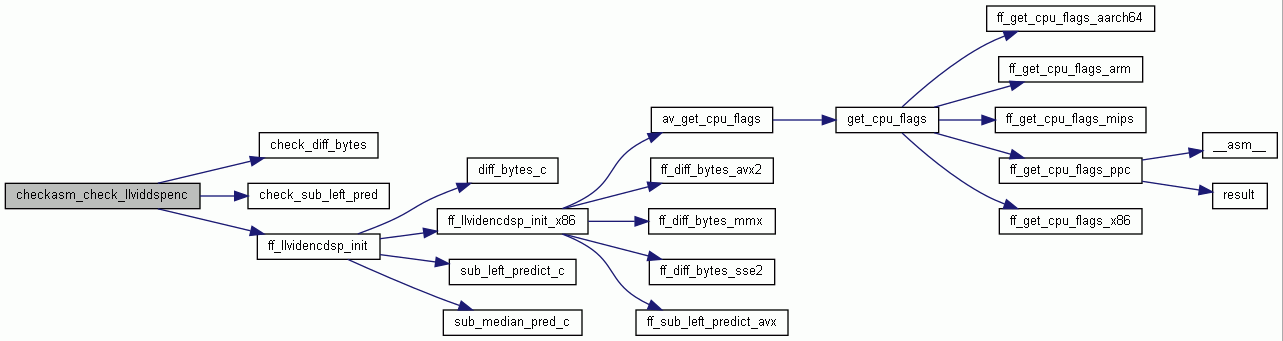 checkasm_check_llviddspenc
check_diff_bytes
check_sub_left_pred
ff_llvidencdsp_init
diff_bytes_c
ff_llvidencdsp_init_x86
sub_left_predict_c
sub_median_pred_c
av_get_cpu_flags
ff_diff_bytes_avx2
ff_diff_bytes_mmx
ff_diff_bytes_sse2
ff_sub_left_predict_avx
get_cpu_flags
ff_get_cpu_flags_aarch64
ff_get_cpu_flags_arm
ff_get_cpu_flags_mips
ff_get_cpu_flags_ppc
ff_get_cpu_flags_x86
__asm__
result